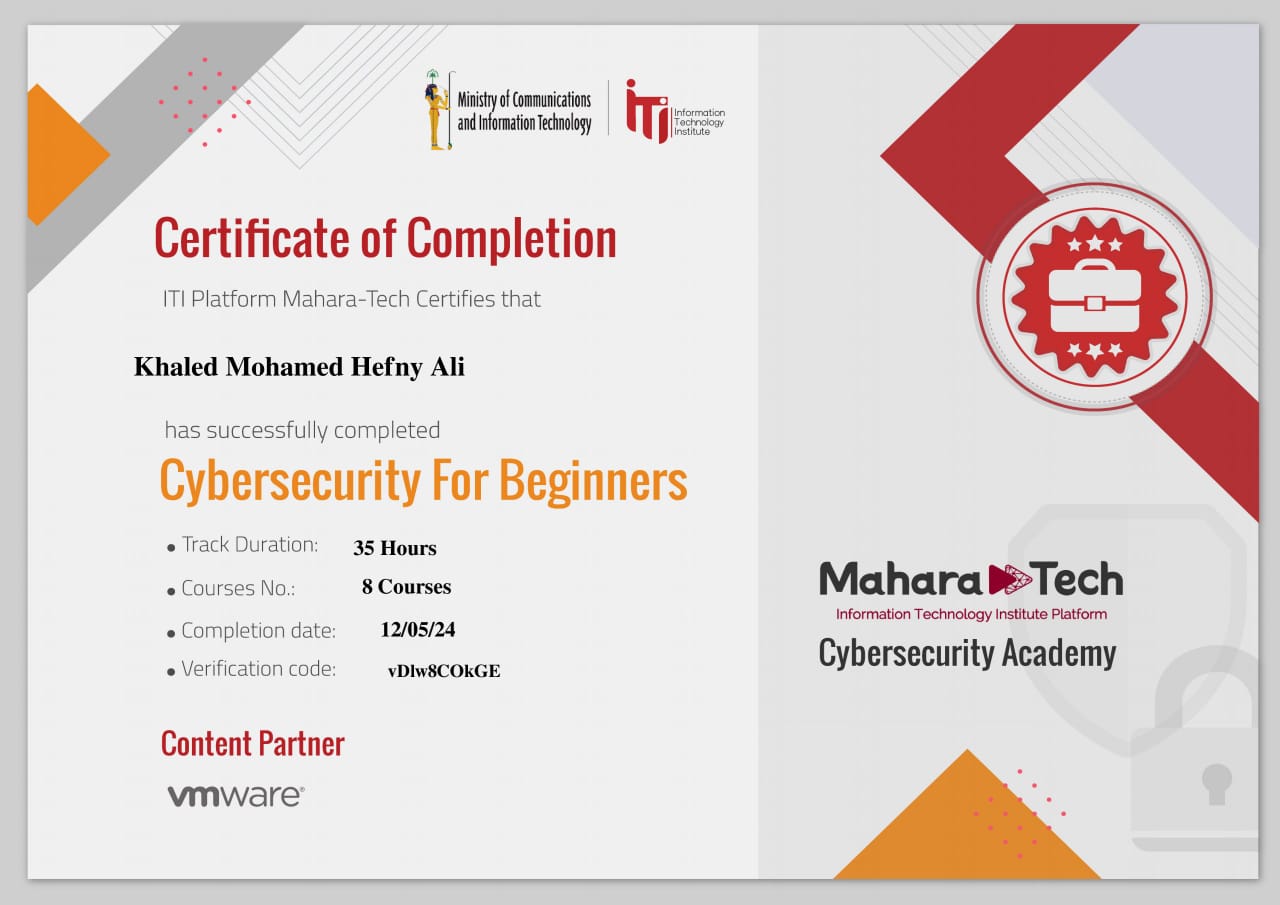 Ministry of Communications
and Information Technology
iTi
Information
Technology
Institute
Certificate of Completion
ITI Platform Mahara-Tech Certifies that
Khaled Mohamed Hefny Ali
has successfully completed
Cybersecurity For Beginners
• Track Duration: 35 Hours
• Courses No.: 8 Courses
• Completion date: 12/05/24
• Verification code: vDlw8COkGE
Content Partner
vmware®
Mahara Tech
Information Technology Institute Platform
Cybersecurity Academy